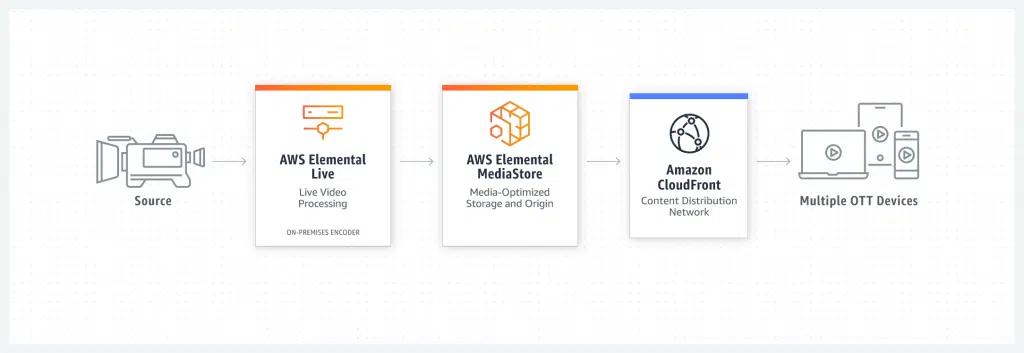 Source
AWS Elemental
Live
Live Video
Processing
ON-PREMISES ENCODER
AWS Elemental
MediaStore
Media-Optimized
Storage and Origin
Amazon
CloudFront
Content Distribution
Network
Multiple OTT Devices